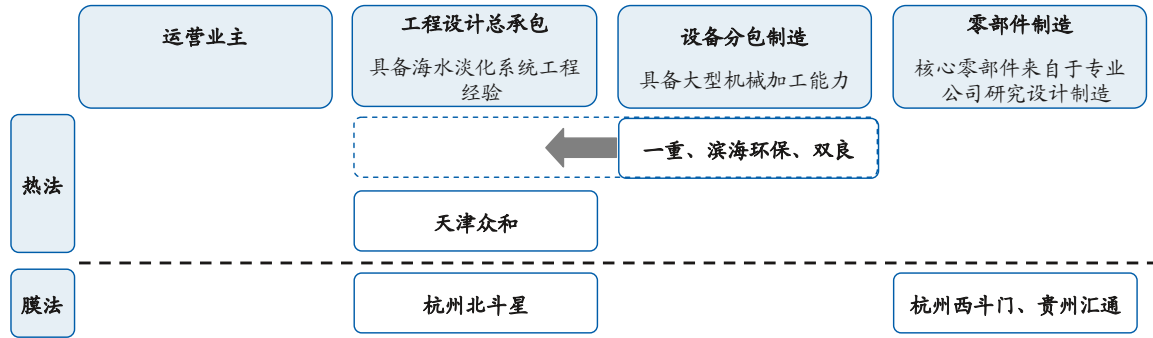 运营业主
工程设计总承包
具备海水淡化系统工程
经验
设备分包制造
具备大型机械加工能力
零部件制造
核心零部件来自于专业
公司研究设计制造
热法
一重、滨海环保、双良
天津众和
膜法
杭州北斗星
杭州西斗门、贵州汇通